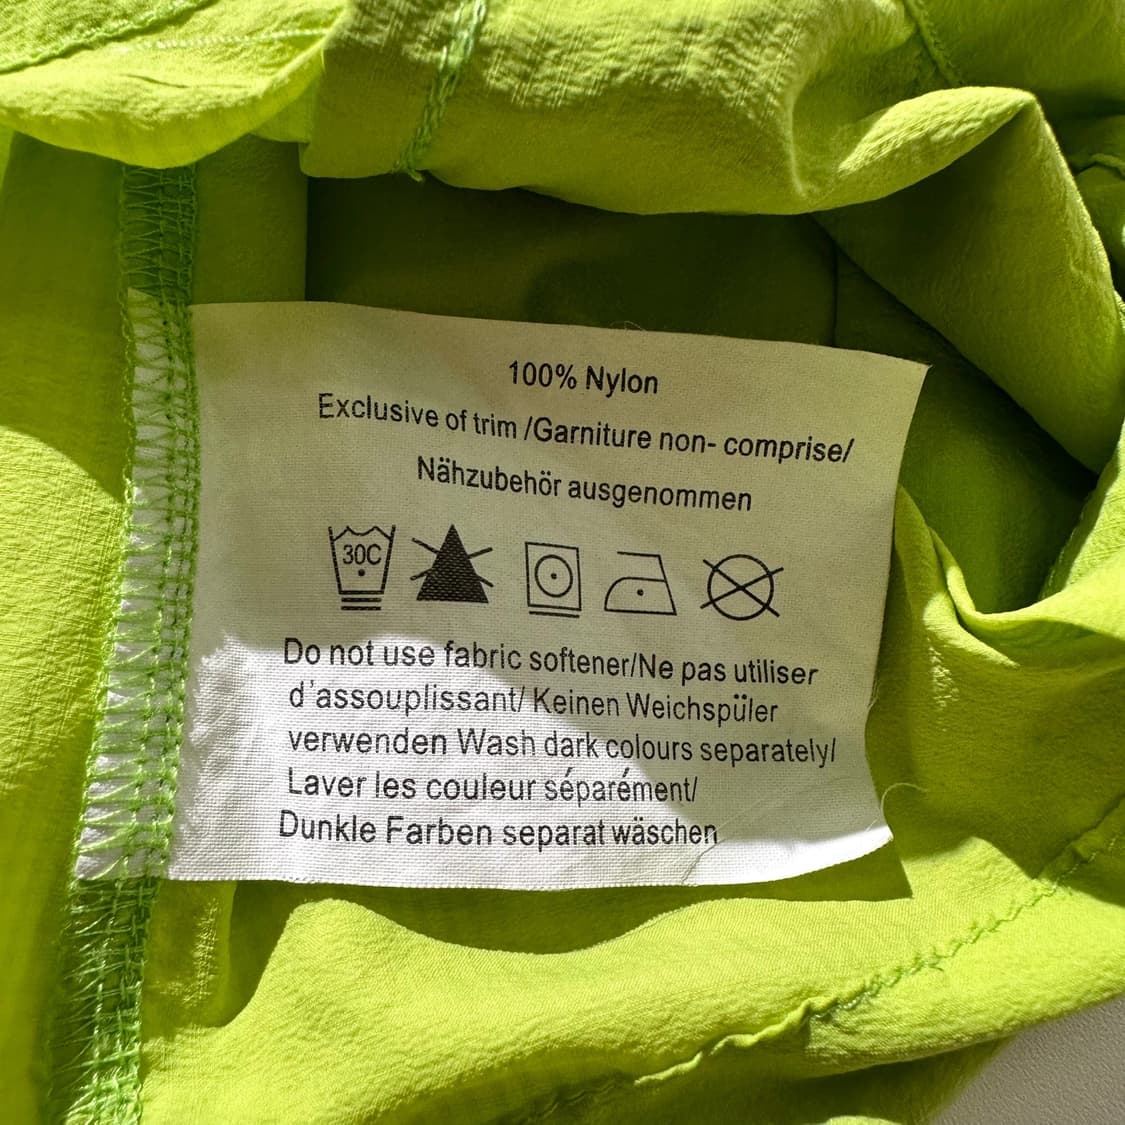 100% Nylon
Exclusive of trim /Garniture non- comprise/
Nähzubehör ausgenommen
30C
Do not use fabric softener/Ne pas utiliser
d'assouplissant/ Keinen Weichspüler
verwenden Wash dark colours separately/
Laver les couleur séparément/
Dunkle Farben separat wäschen